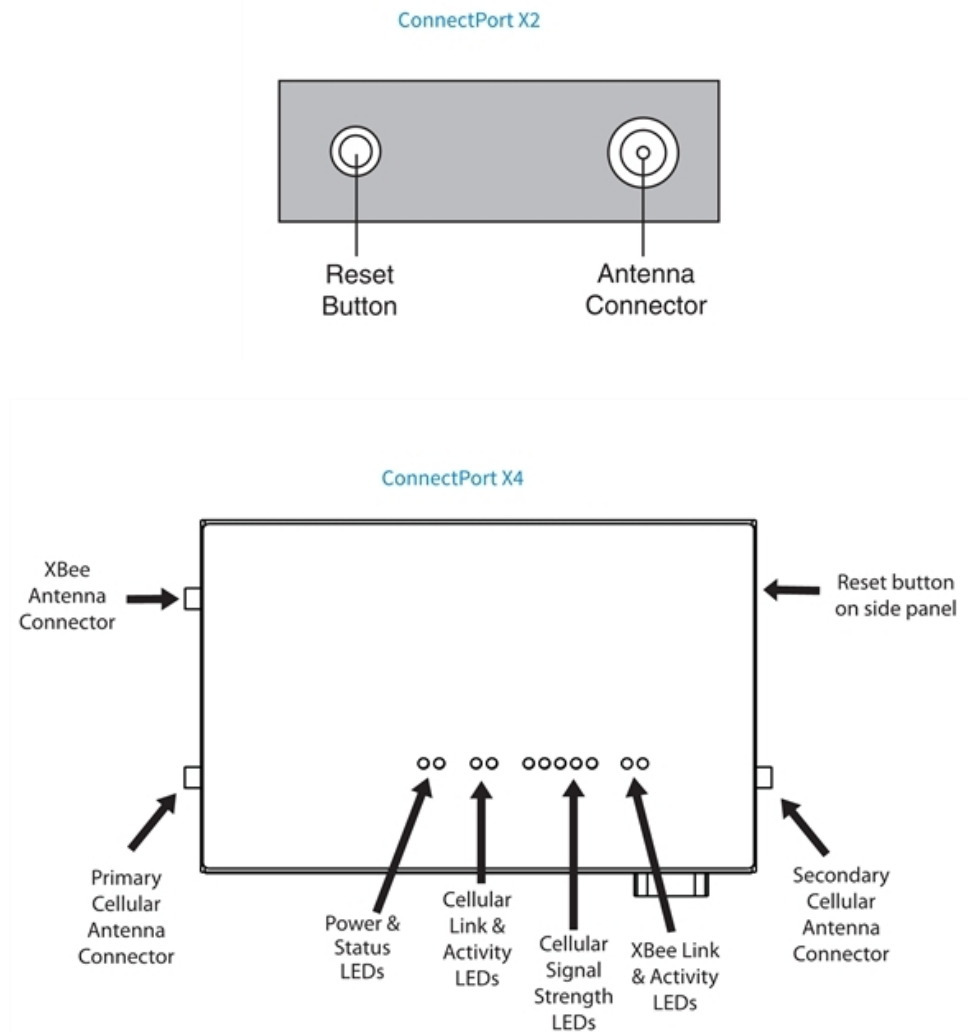 ConnectPort X2
Reset
Button
Antenna
Connector
ConnectPort X4
XBee
Antenna
Connector
Reset button
on side panel
Primary
Cellular
Antenna
Connector
Power &
Status
LEDs
Cellular
Link &
Activity
LEDs
Cellular
Signal
Strength
LEDs
XBee Link
& Activity
LEDs
Secondary
Cellular
Antenna
Connector